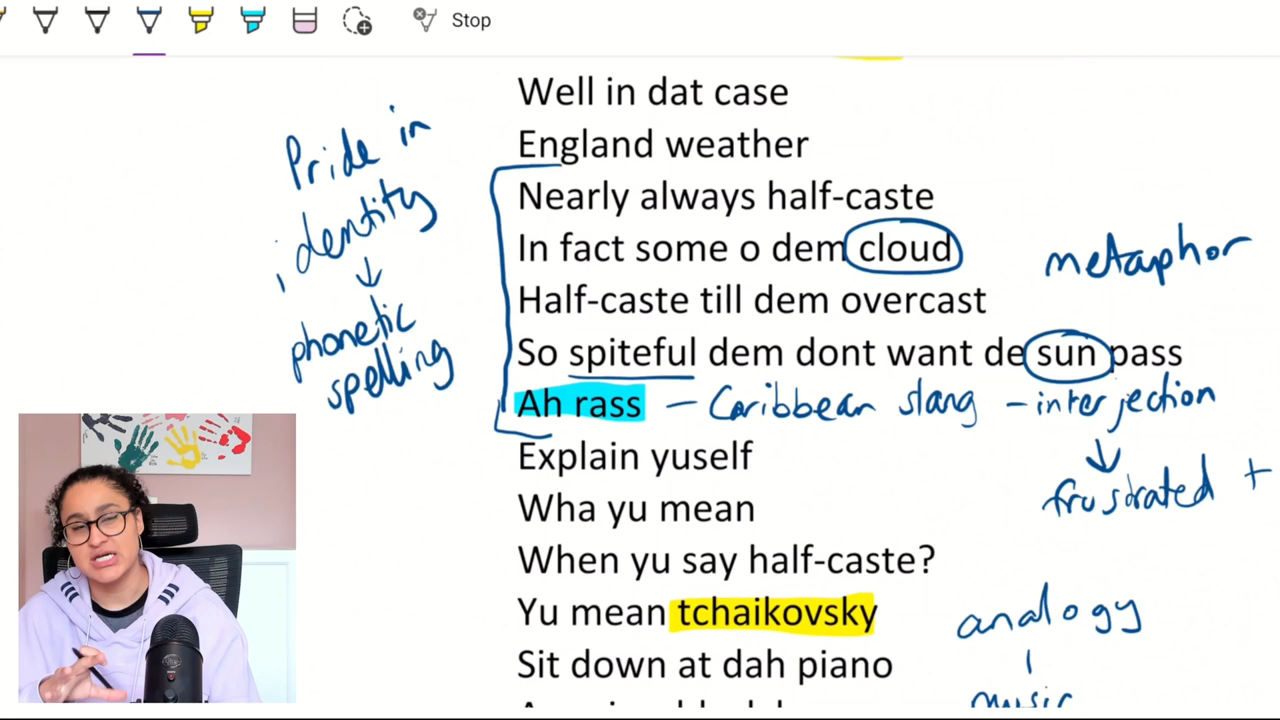 Stop
Well in dat case
England weather
Nearly always half-caste
In fact some o dem cloud
Half-caste till dem overcast
So spiteful dem dont want de sun pass
Ah rass – Caribbean slang – interjection
Explain yuself
Wha yu mean
When yu say half-caste?
Yu mean tchaikovsky
Sit down at dah piano
Pride in
identity
↓
phonetic
spelling
metaphor
↓
frustrated +
analogy
music